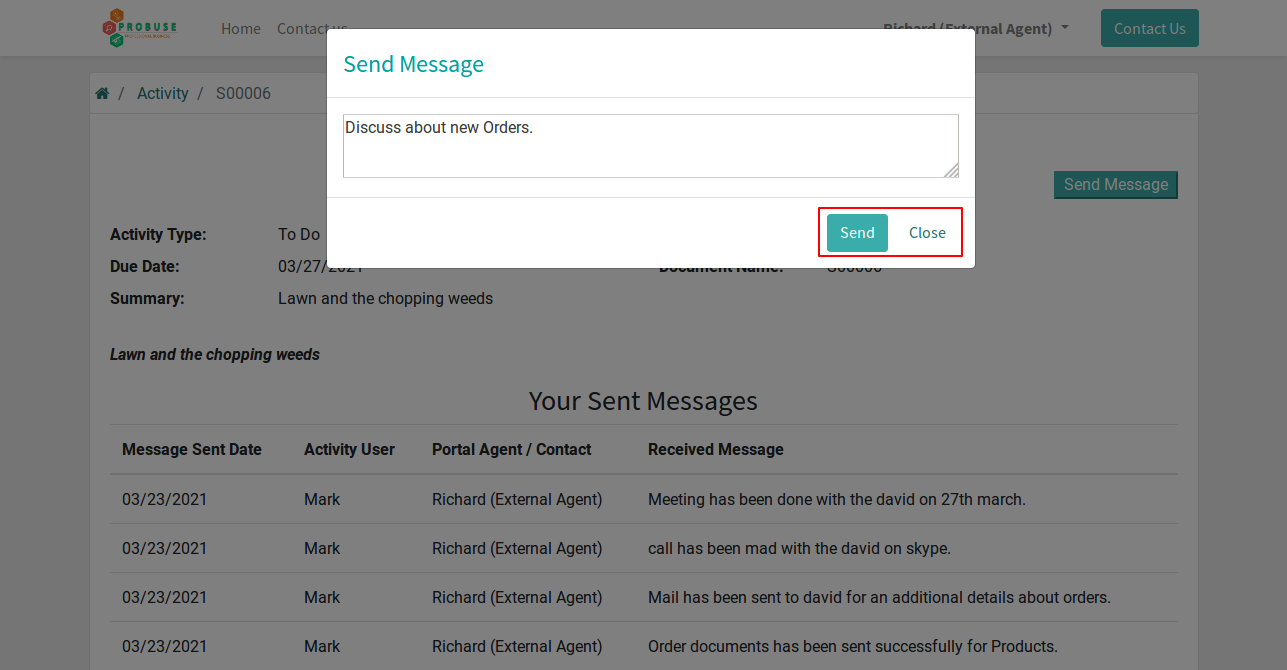 PROBUSE
Home Contact us Richard (External Agent) Contact Us
Send Message
/ Activity / S00006
Discuss about new Orders.
Send Message
Send Close
Activity Type: To Do
Due Date: 03/27/2021 Document Name: S00006
Summary: Lawn and the chopping weeds
Lawn and the chopping weeds
Your Sent Messages
Message Sent Date Activity User Portal Agent / Contact Received Message
03/23/2021 Mark Richard (External Agent) Meeting has been done with the david on 27th march.
03/23/2021 Mark Richard (External Agent) call has been mad with the david on skype.
03/23/2021 Mark Richard (External Agent) Mail has been sent to david for an additional details about orders.
03/23/2021 Mark Richard (External Agent) Order documents has been sent successfully for Products.